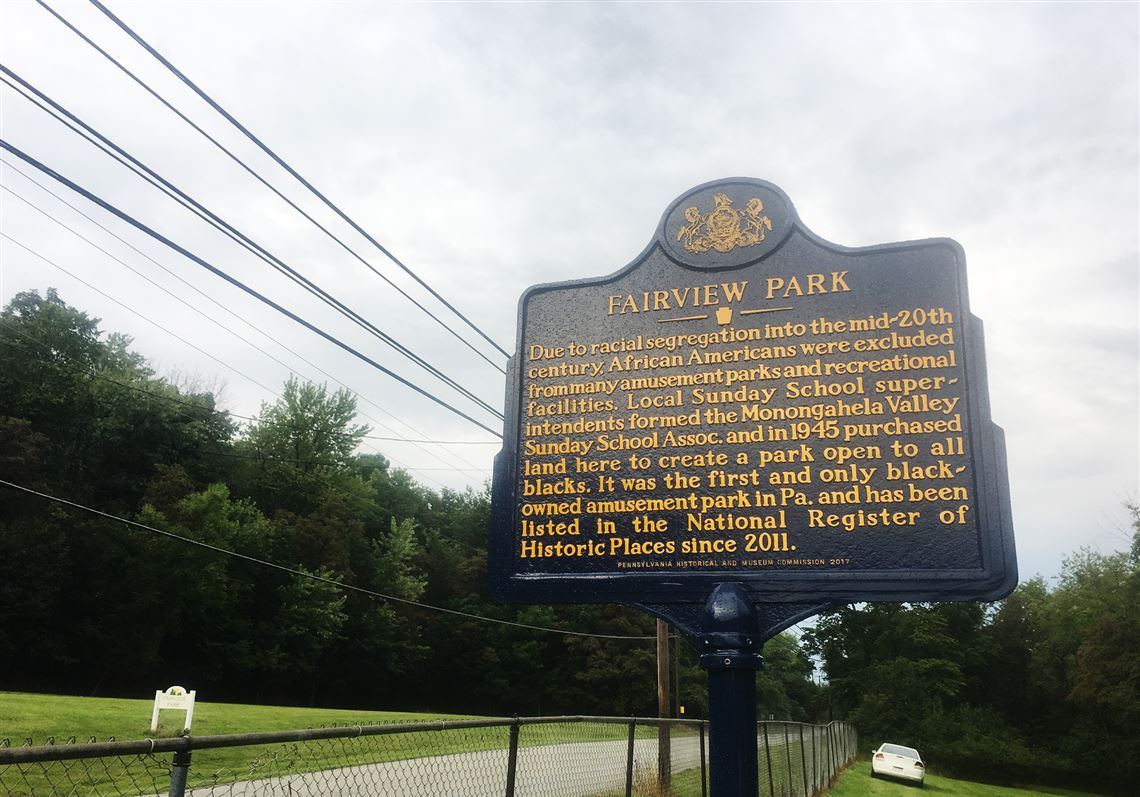 FAIRVIEW PARK
Due to racial segregation into the mid-20th
century, African Americans were excluded
from many amusement parks and recreational
facilities. Local Sunday School super-
intendents formed the Monongahela Valley
Sunday School Assoc. and in 1945 purchased
land here to create a park open to all
blacks. It was the first and only black-
owned amusement park in Pa. and has been
listed in the National Register of
Historic Places since 2011.
PENNSYLVANIA HISTORICAL AND MUSEUM COMMISSION 2017
FAIRVIEW
PARK